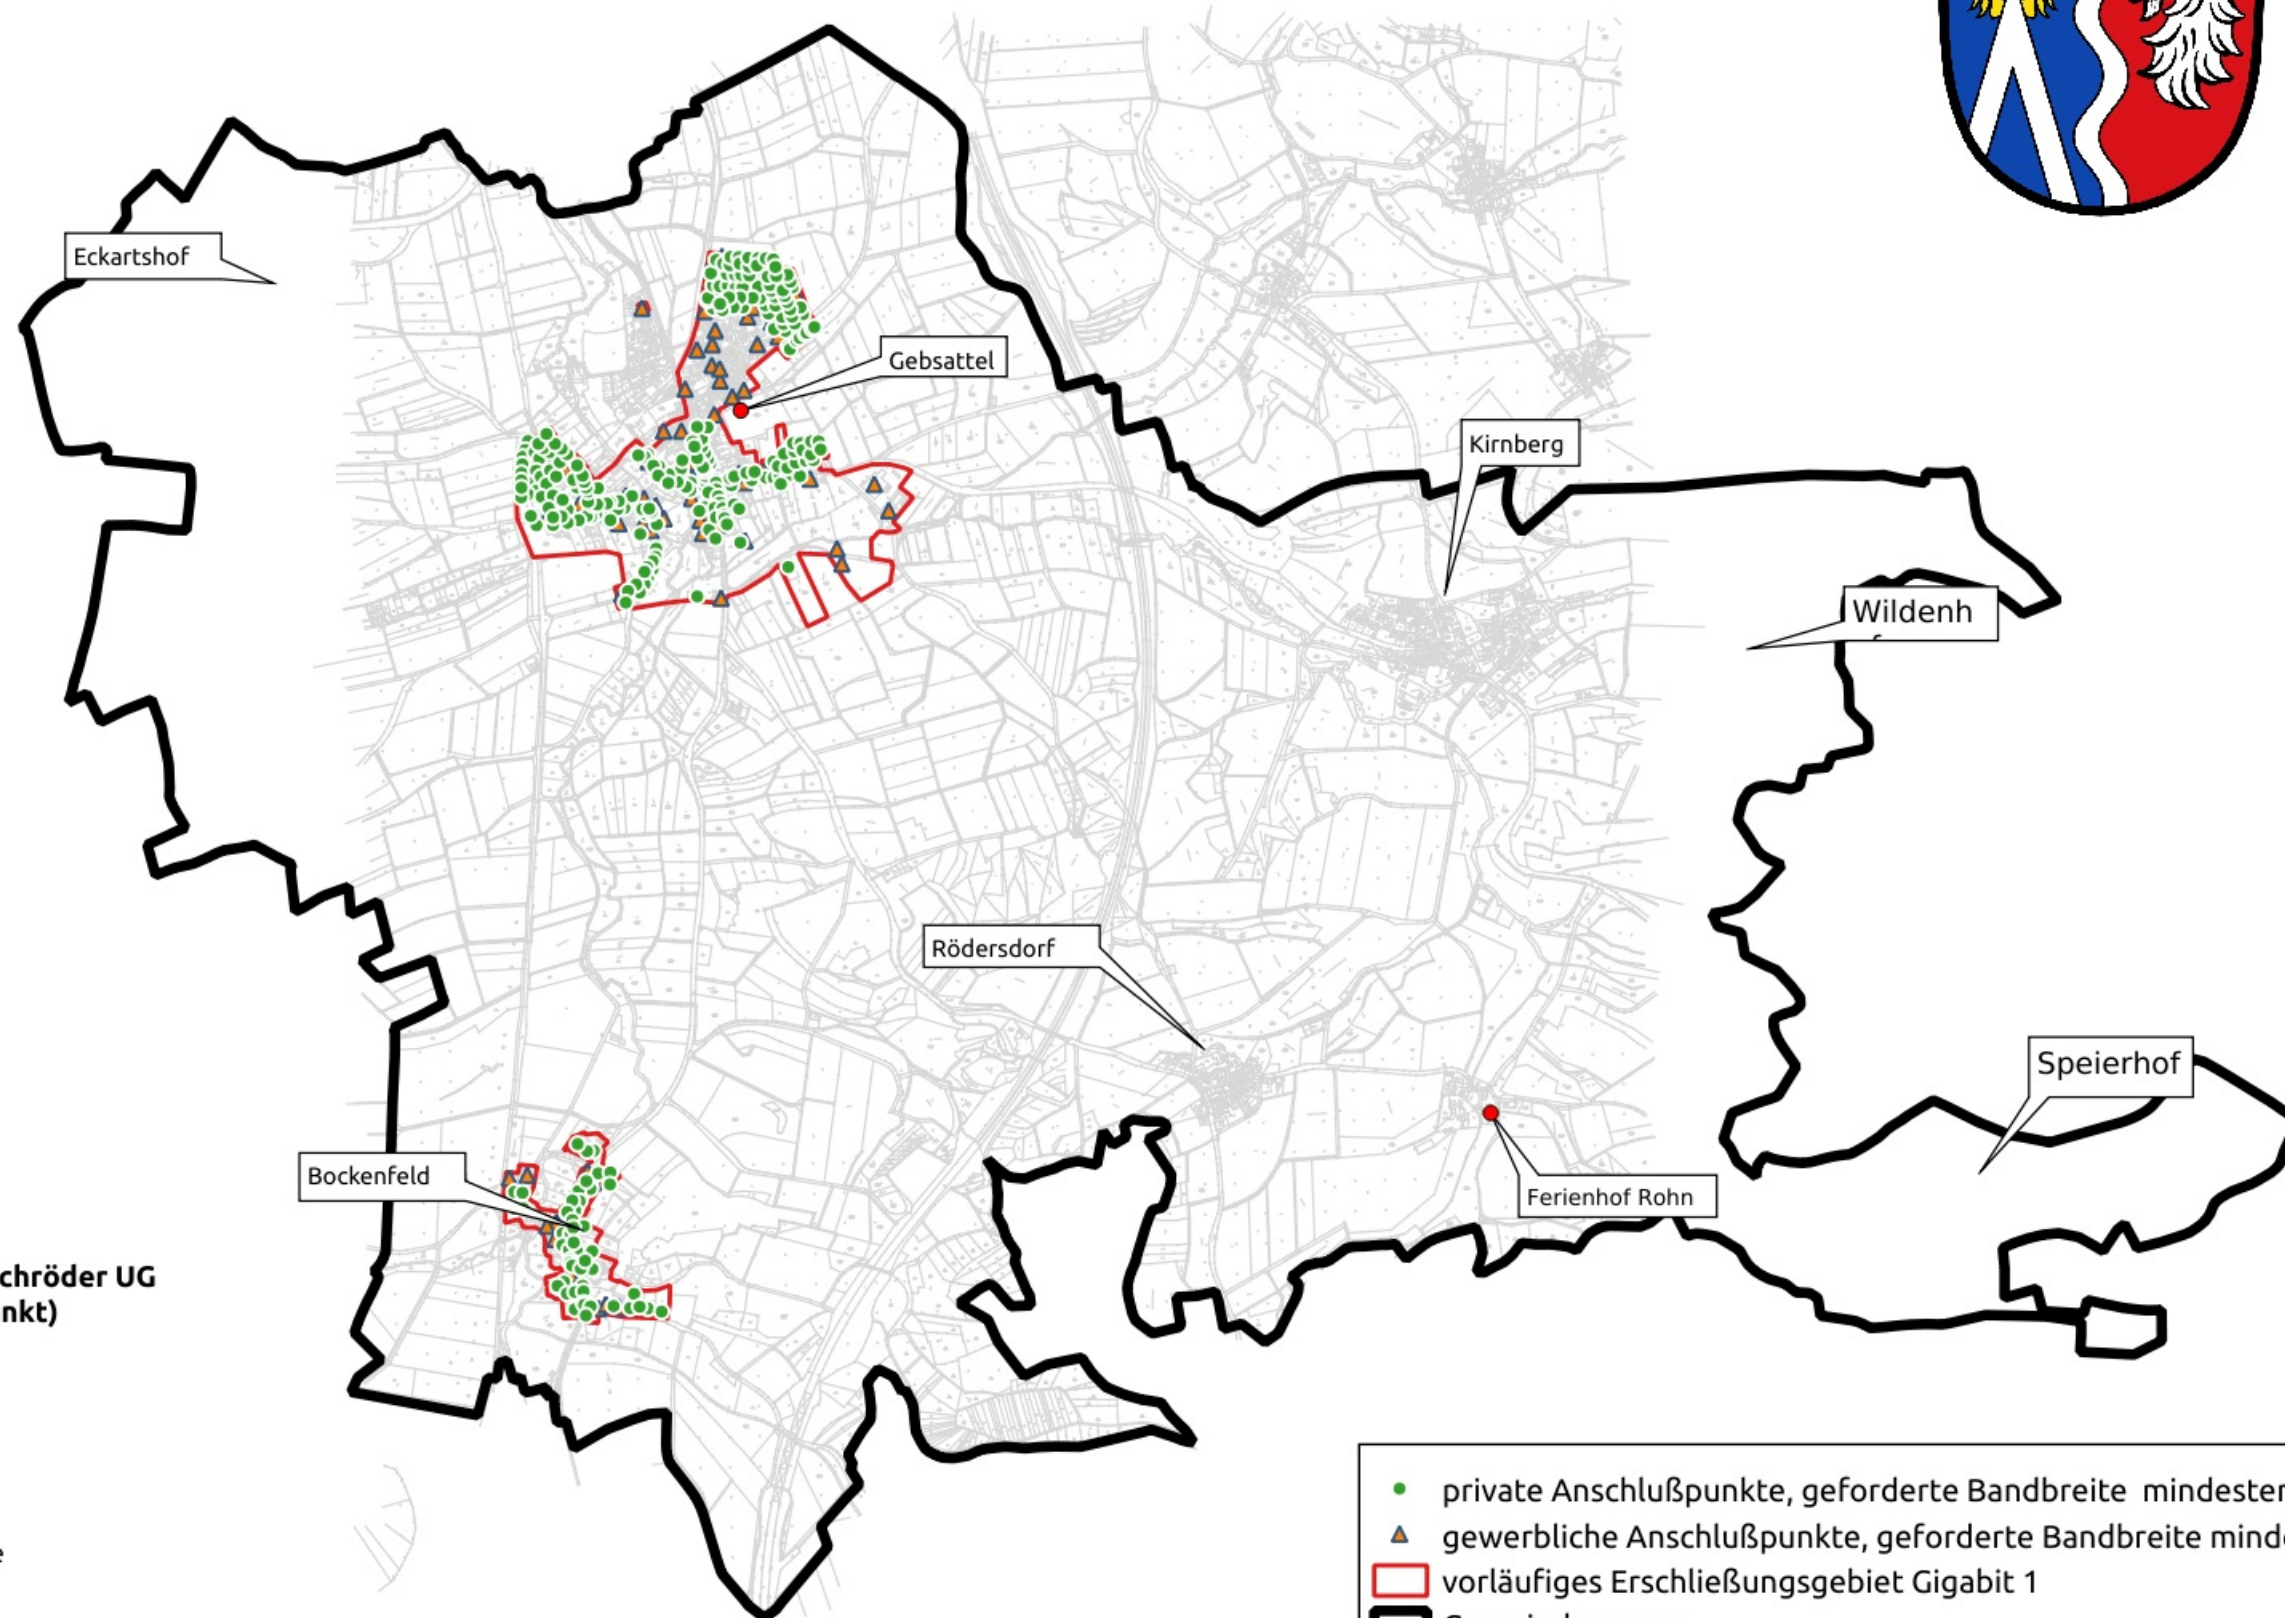 Eckartshof
Gebsattel
Kirnberg
Wildenh
Rödersdorf
Speierhof
Bockenfeld
Ferienhof Rohn
chröder UG
nkt)
private Anschlußpunkte, geforderte Bandbreite mindester
gewerbliche Anschlußpunkte, geforderte Bandbreite mind
vorläufiges Erschließungsgebiet Gigabit 1